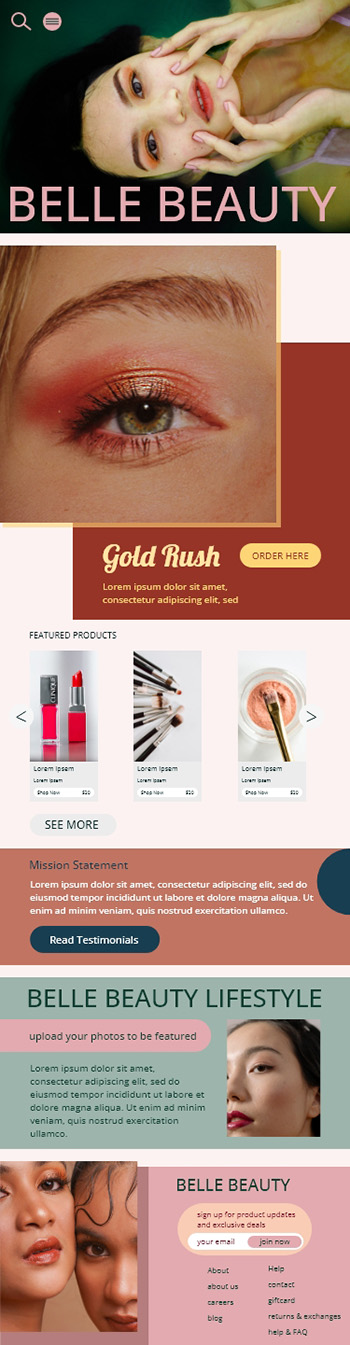 BELLE BEAUTY
Gold Rush
ORDER HERE
Lorem ipsum dolor sit amet,
consectetur adipiscing elit, sed
FEATURED PRODUCTS
CLINIQUE
<
>
Lorem Ipsum
Lorem Ipsum
Shop Now $20
Lorem Ipsum
Lorem Ipsum
Shop Now $20
Lorem Ipsum
Lorem Ipsum
Shop Now $20
SEE MORE
Mission Statement
Lorem ipsum dolor sit amet, consectetur adipiscing elit, sed do
eiusmod tempor incididunt ut labore et dolore magna aliqua. Ut
enim ad minim veniam, quis nostrud exercitation ullamco.
Read Testimonials
BELLE BEAUTY LIFESTYLE
upload your photos to be featured
Lorem ipsum dolor sit amet,
consectetur adipiscing elit, sed do
eiusmod tempor incididunt ut labore et
dolore magna aliqua. Ut enim ad minim
veniam, quis nostrud exercitation
ullamco.
BELLE BEAUTY
sign up for product updates
and exclusive deals
your email
join now
About
about us
careers
blog
Help
contact
giftcard
returns & exchanges
help & FAQ